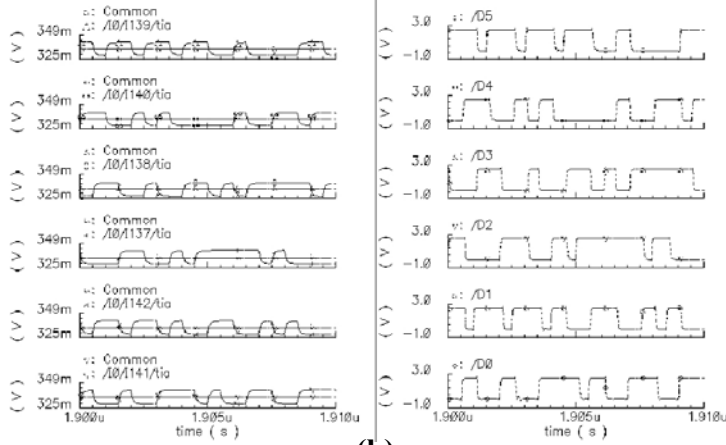 Common
/I0/I139/tia
349m
325m
( V )
Common
/I0/I140/tia
349m
325m
( V )
Common
/I0/I138/tia
349m
325m
( V )
Common
/I0/I137/tia
349m
325m
( V )
Common
/I0/I142/tia
349m
325m
( V )
Common
/I0/I141/tia
349m
325m
( V )
1.900u 1.905u 1.910u
time ( s )
/D5
3.0
-1.0
( V )
/D4
3.0
-1.0
( V )
/D3
3.0
-1.0
( V )
/D2
3.0
-1.0
( V )
/D1
3.0
-1.0
( V )
/D0
3.0
-1.0
( V )
1.900u 1.905u 1.910u
time ( s )